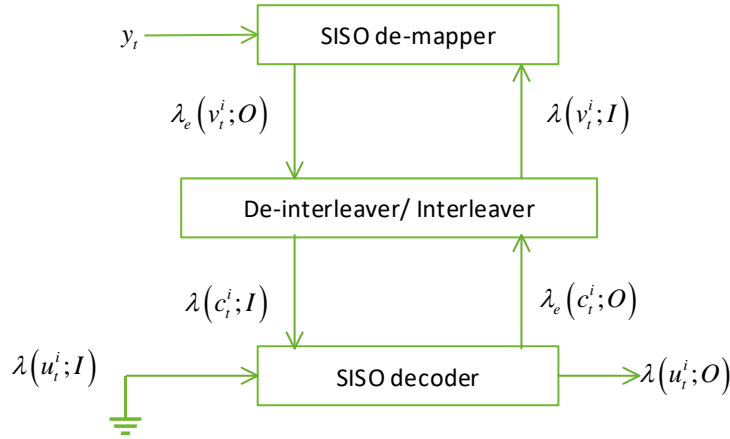 y_t
SISO de-mapper
λ_e(v_t^i;O)
λ(v_t^i;I)
De-interleaver/ Interleaver
λ(c_t^i;I)
λ_e(c_t^i;O)
λ(u_t^i;I)
SISO decoder
λ(u_t^i;O)